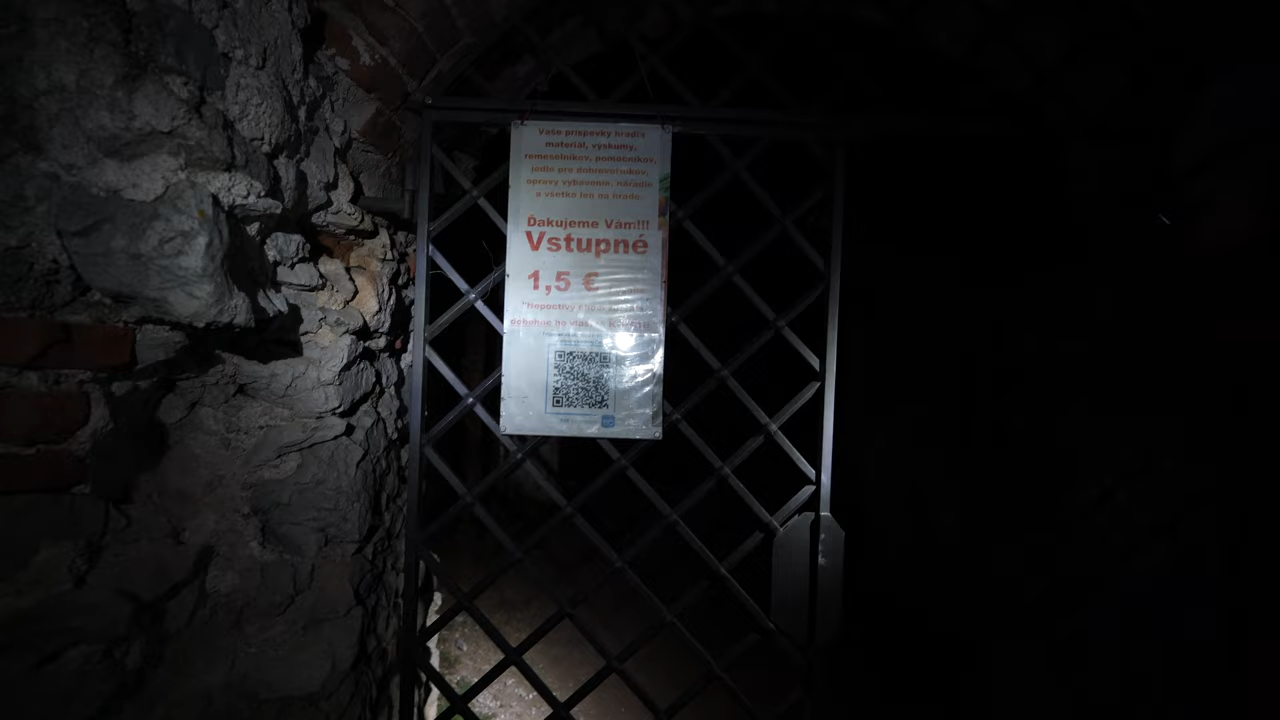 Vaše príspevky hradia
materiál, výskumy,
remeselníkov, pomocníkov,
jedlo pre dobrovoľníkov,
opravy vybavenia, náradie
a všetko len na hrade.
Ďakujeme Vám!!!
Vstupné
1,5 €
"Nepoctivý